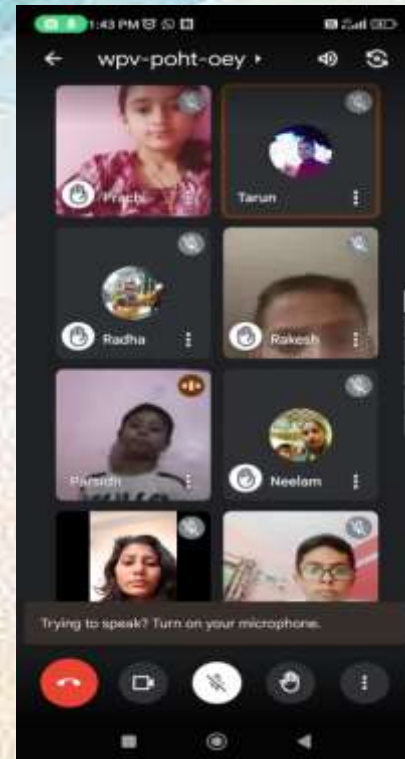 1:43 PM
wpv-poht-oey
Prachi
Tarun
Radha
Rakesh
Parsidh
Neelam
Trying to speak? Turn on your microphone.